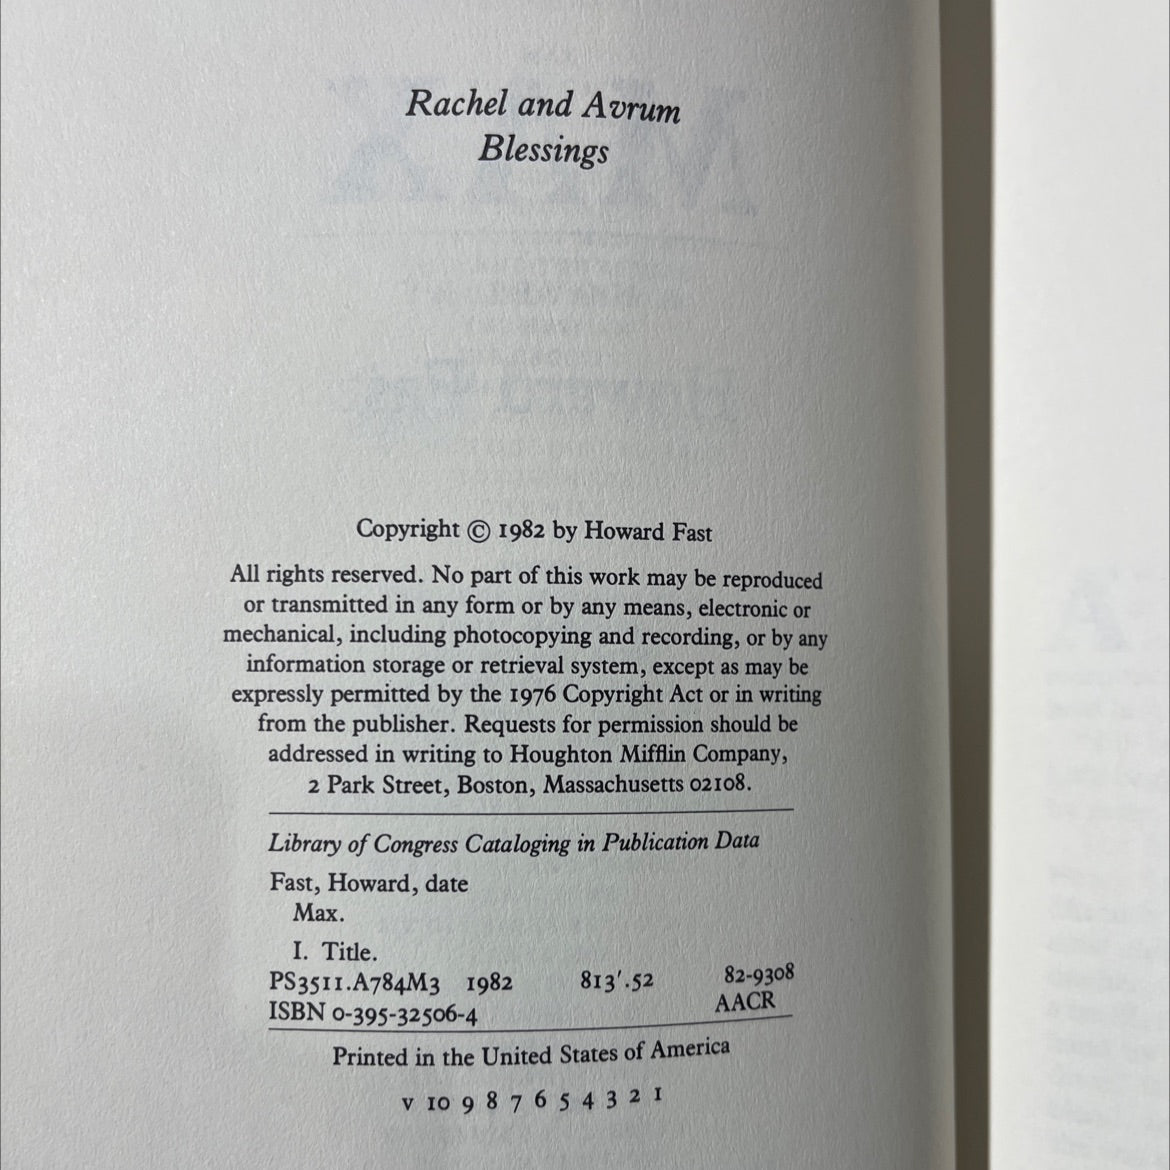 Rachel and Avrum
Blessings
Copyright © 1982 by Howard Fast
All rights reserved. No part of this work may be reproduced
or transmitted in any form or by any means, electronic or
mechanical, including photocopying and recording, or by any
information storage or retrieval system, except as may be
expressly permitted by the 1976 Copyright Act or in writing
from the publisher. Requests for permission should be
addressed in writing to Houghton Mifflin Company,
2 Park Street, Boston, Massachusetts 02108.
Library of Congress Cataloging in Publication Data
Fast, Howard, date
Max.
I. Title.
PS3511.A784M3 1982 813'.52 82-9308
ISBN 0-395-32506-4 AACR
Printed in the United States of America
V 10 9 8 7 6 5 4 3 2 1